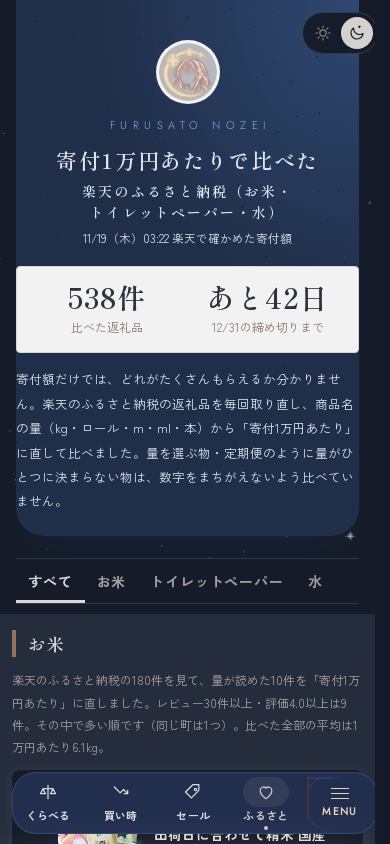 FURUSATO NOZEI
寄付1万円あたりで比べた
楽天のふるさと納税（お米・
トイレットペーパー・水）
11/19（木）03:22 楽天で確かめた寄付額
538件
比べた返礼品
あと42日
12/31の締め切りまで
寄付額だけでは、どれがたくさんもらえるか分かりませ
ん。楽天のふるさと納税の返礼品を毎回取り直し、商品名
の量（kg・ロール・m・ml・本）から「寄付1万円あたり」
に直して比べました。量を選ぶ物・定期便のように量がひ
とつに決まらない物は、数字をまちがえないよう比べてい
ません。
すべて
お米
トイレットペーパー
水
お米
楽天のふるさと納税の180件を見て、量が読めた10件を「寄付1万
円あたり」に直しました。レビュー30件以上・評価4.0以上は9
件。その中で多い順です（同じ町は1つ）。比べた全部の平均は1
万円あたり6.1kg。
くらべる
買い時
セール
ふるさと
MENU
出荷日に合わせて精米 国産